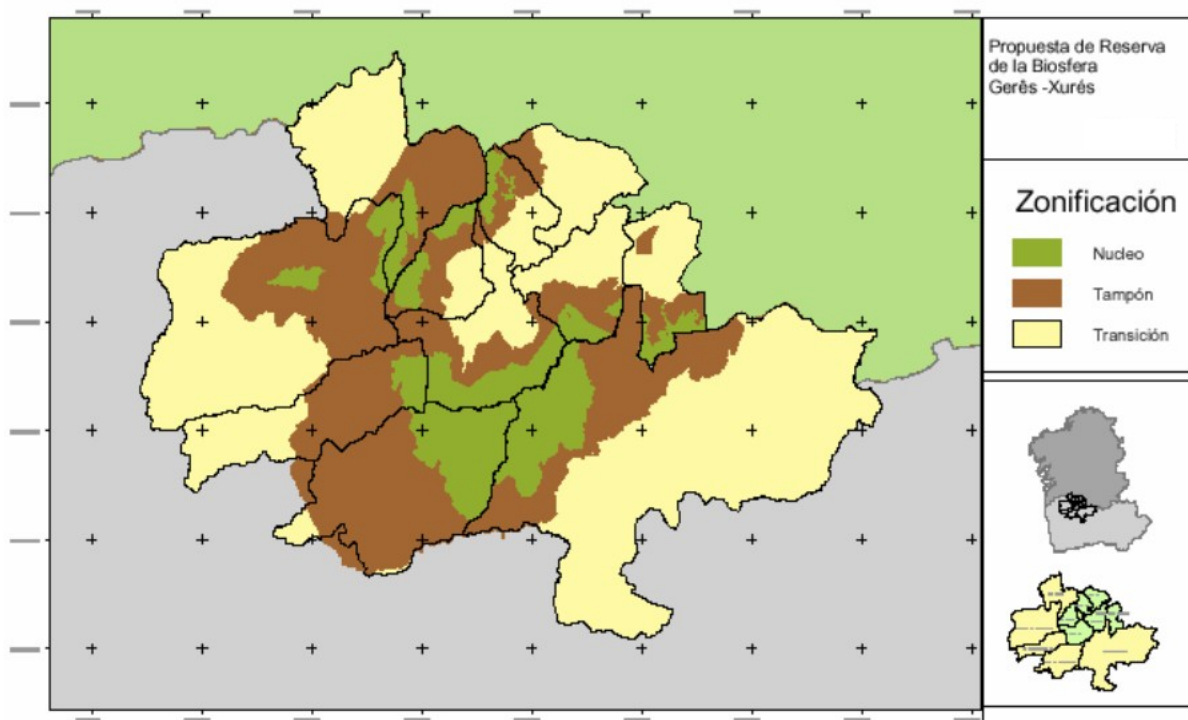 Propuesta de Reserva
de la Biosfera
Gerês -Xurés
Zonificación
Nucleo
Tampón
Transición